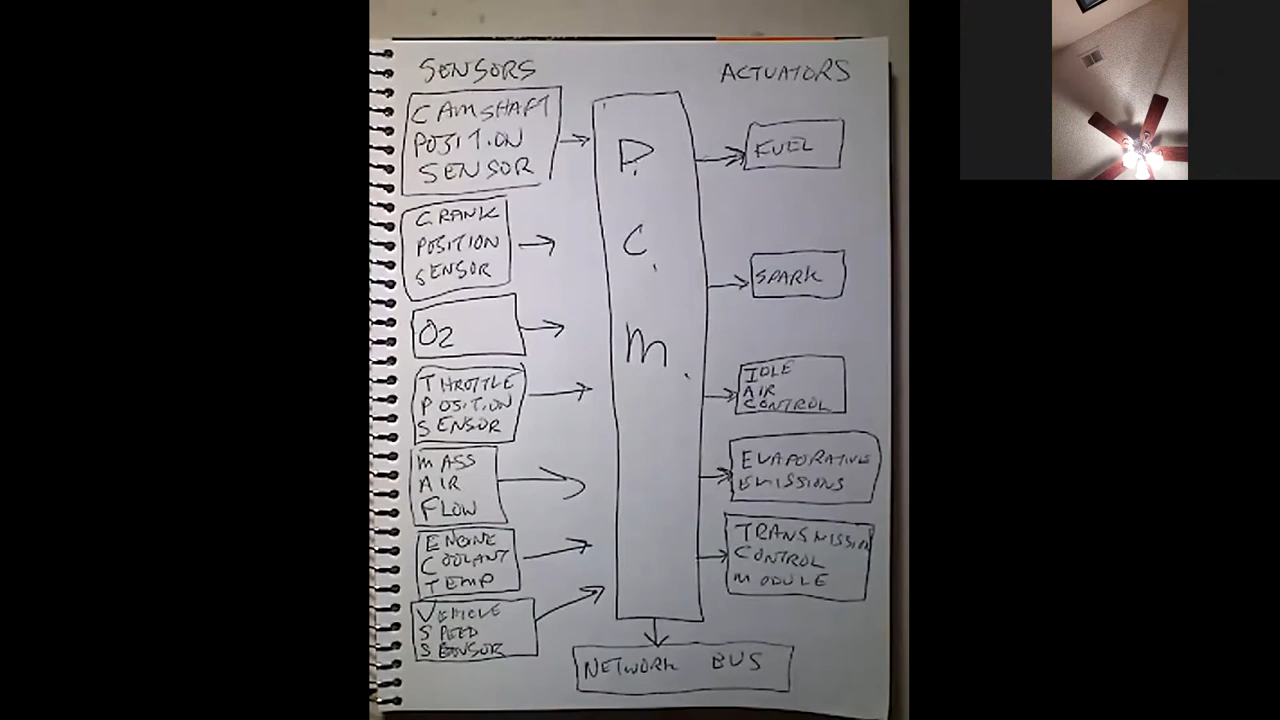 SENSORS
CAMSHAFT
POSITION
SENSOR
CRANK
POSITION
SENSOR
O2
THROTTLE
POSITION
SENSOR
MASS
AIR
FLOW
ENGINE
COOLANT
TEMP
VEHICLE
SPEED
SENSOR
P.
C.
M.
NETWORK BUS
ACTUATORS
FUEL
SPARK
IDLE
AIR
CONTROL
EVAPORATIVE
EMISSIONS
TRANSMISSION
CONTROL
MODULE